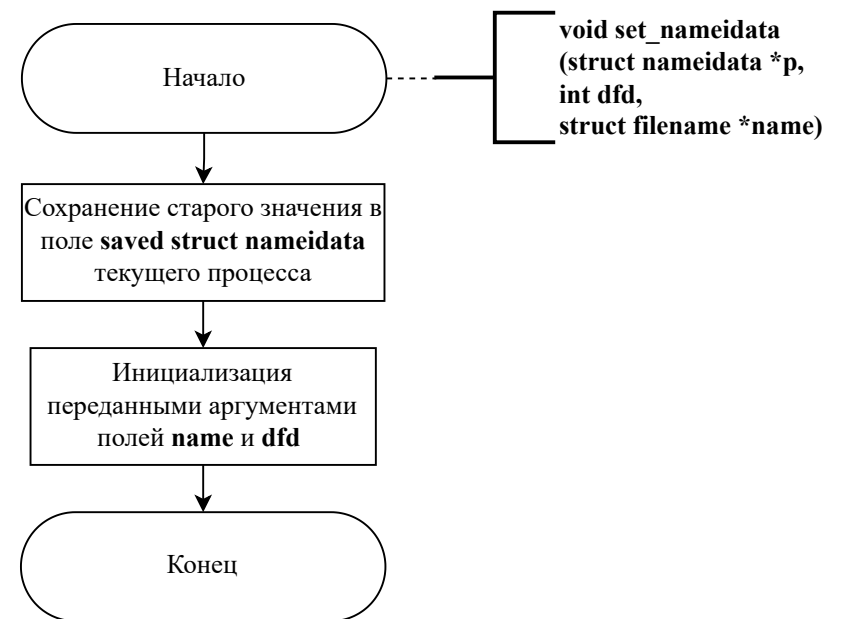 Начало
void set_nameidata
(struct nameidata *p,
int dfd,
struct filename *name)
Сохранение старого значения в
поле saved struct nameidata
текущего процесса
Инициализация
переданными аргументами
полей name и dfd
Конец